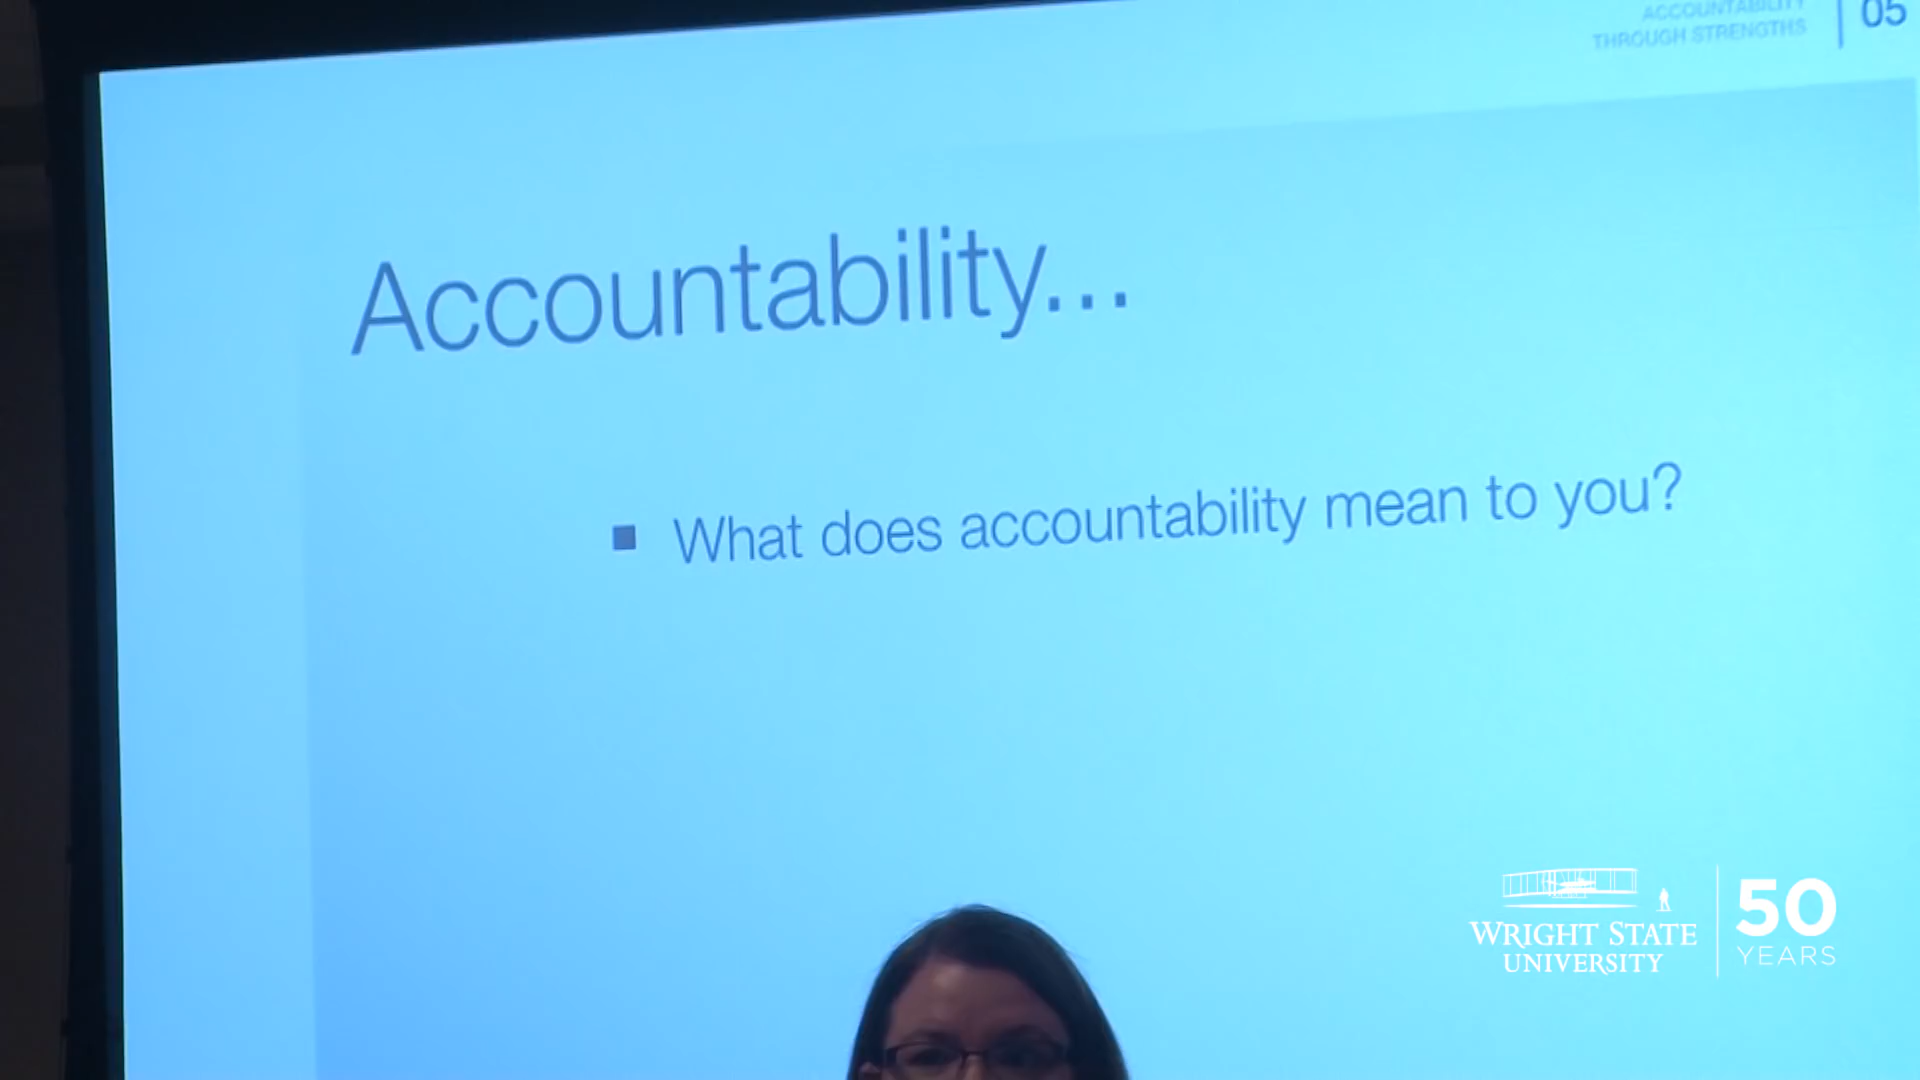 ACCOUNTABILITY
THROUGH STRENGTHS
05
Accountability...
▪ What does accountability mean to you?
WRIGHT STATE
UNIVERSITY
50
YEARS